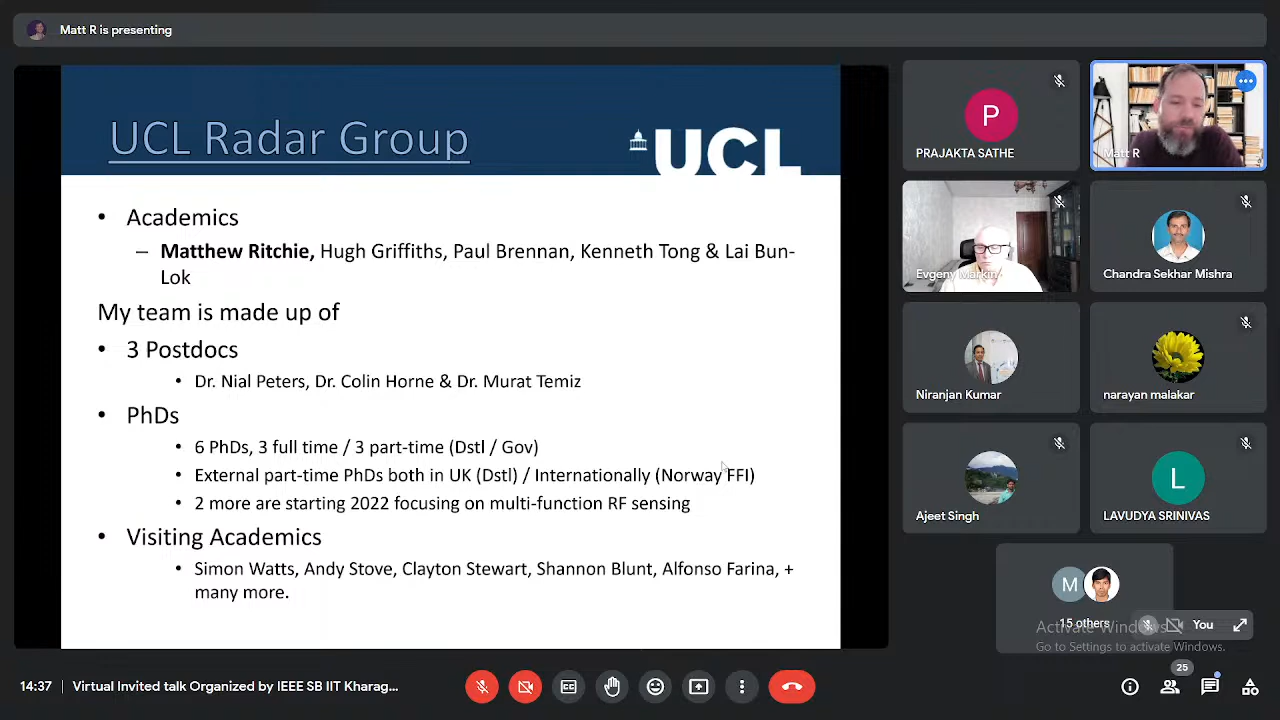 Matt R is presenting
UCL Radar Group
UCL
• Academics
– Matthew Ritchie, Hugh Griffiths, Paul Brennan, Kenneth Tong & Lai Bun-
Lok
My team is made up of
• 3 Postdocs
• Dr. Nial Peters, Dr. Colin Horne & Dr. Murat Temiz
• PhDs
• 6 PhDs, 3 full time / 3 part-time (Dstl / Gov)
• External part-time PhDs both in UK (Dstl) / Internationally (Norway FFI)
• 2 more are starting 2022 focusing on multi-function RF sensing
• Visiting Academics
• Simon Watts, Andy Stove, Clayton Stewart, Shannon Blunt, Alfonso Farina, +
many more.
P
PRAJAKTA SATHE
Matt R
Evgeny Markin
Chandra Sekhar Mishra
Niranjan Kumar
narayan malakar
Ajeet Singh
L
LAVUDYA SRINIVAS
M
15 others
You
Activate Windows
Go to Settings to activate Windows.
14:37 | Virtual Invited talk Organized by IEEE SB IIT Kharag...
25